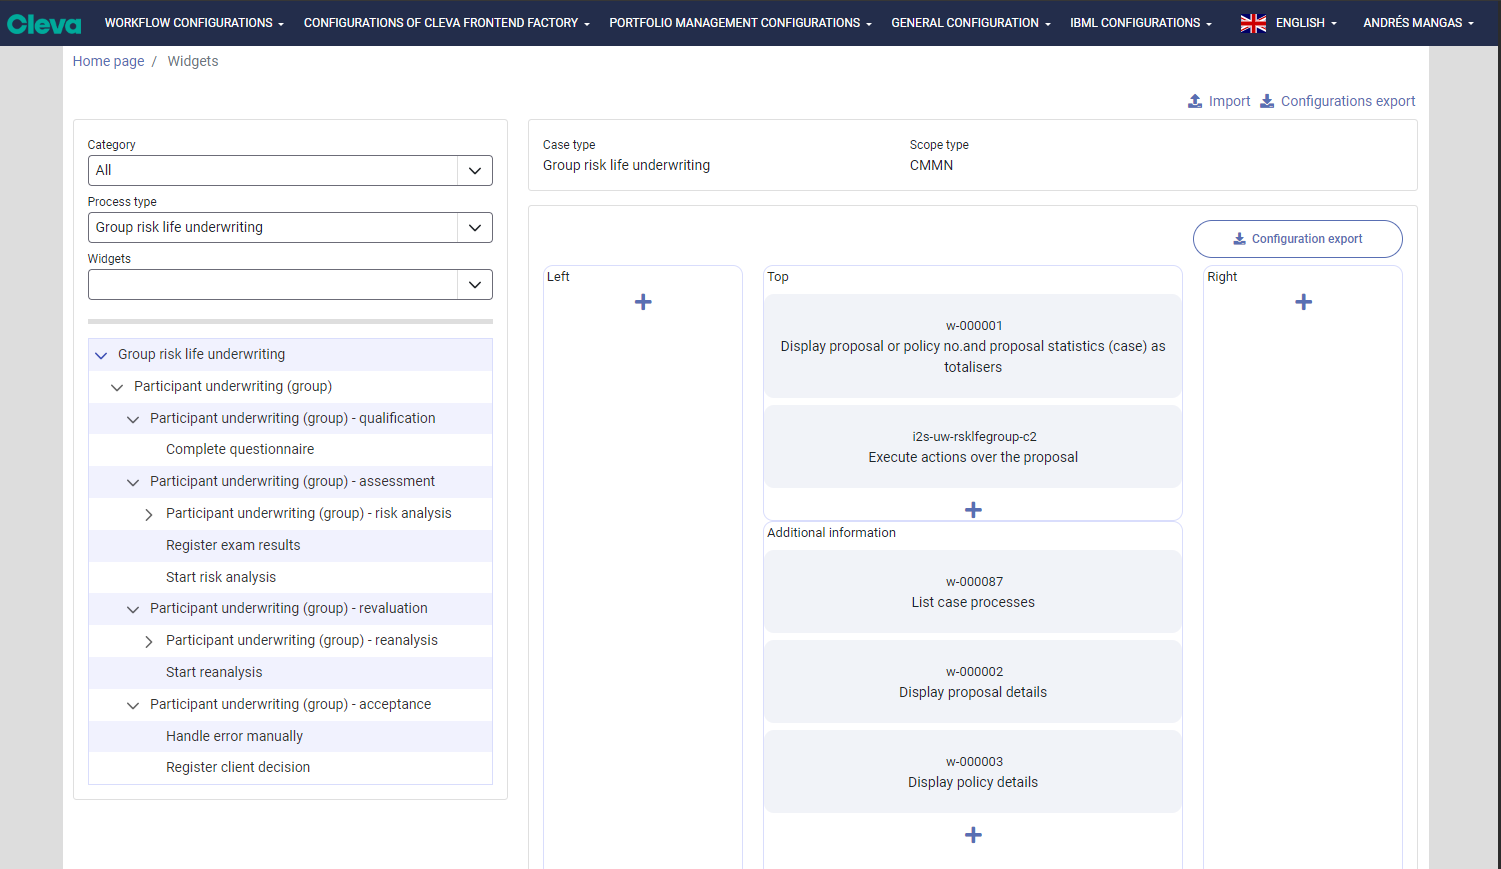 Cleva
WORKFLOW CONFIGURATIONS
CONFIGURATIONS OF CLEVA FRONTEND FACTORY
PORTFOLIO MANAGEMENT CONFIGURATIONS
GENERAL CONFIGURATION
IBML CONFIGURATIONS
ENGLISH
ANDRÉS MANGAS
Home page / Widgets
Import
Configurations export
Category
All
Process type
Group risk life underwriting
Widgets
Group risk life underwriting
Participant underwriting (group)
Participant underwriting (group) - qualification
Complete questionnaire
Participant underwriting (group) - assessment
Participant underwriting (group) - risk analysis
Register exam results
Start risk analysis
Participant underwriting (group) - revaluation
Participant underwriting (group) - reanalysis
Start reanalysis
Participant underwriting (group) - acceptance
Handle error manually
Register client decision
Case type
Group risk life underwriting
Scope type
CMMN
Configuration export
Left
Top
w-000001
Display proposal or policy no.and proposal statistics (case) as
totalisers
i2s-uw-rsklfegroup-c2
Execute actions over the proposal
Additional information
w-000087
List case processes
w-000002
Display proposal details
w-000003
Display policy details
Right